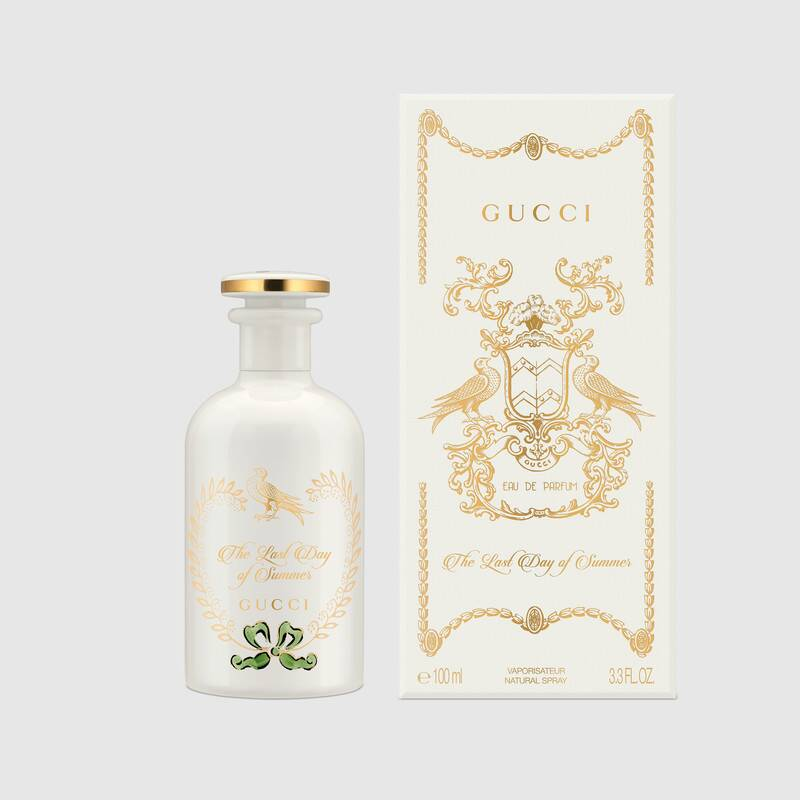 The Last Day
of Summer
GUCCI
GUCCI
GUCCI
EAU DE PARFUM
The Last Day of Summer
℮ 100 ml
VAPORISATEUR
NATURAL SPRAY
3.3 FL.OZ.